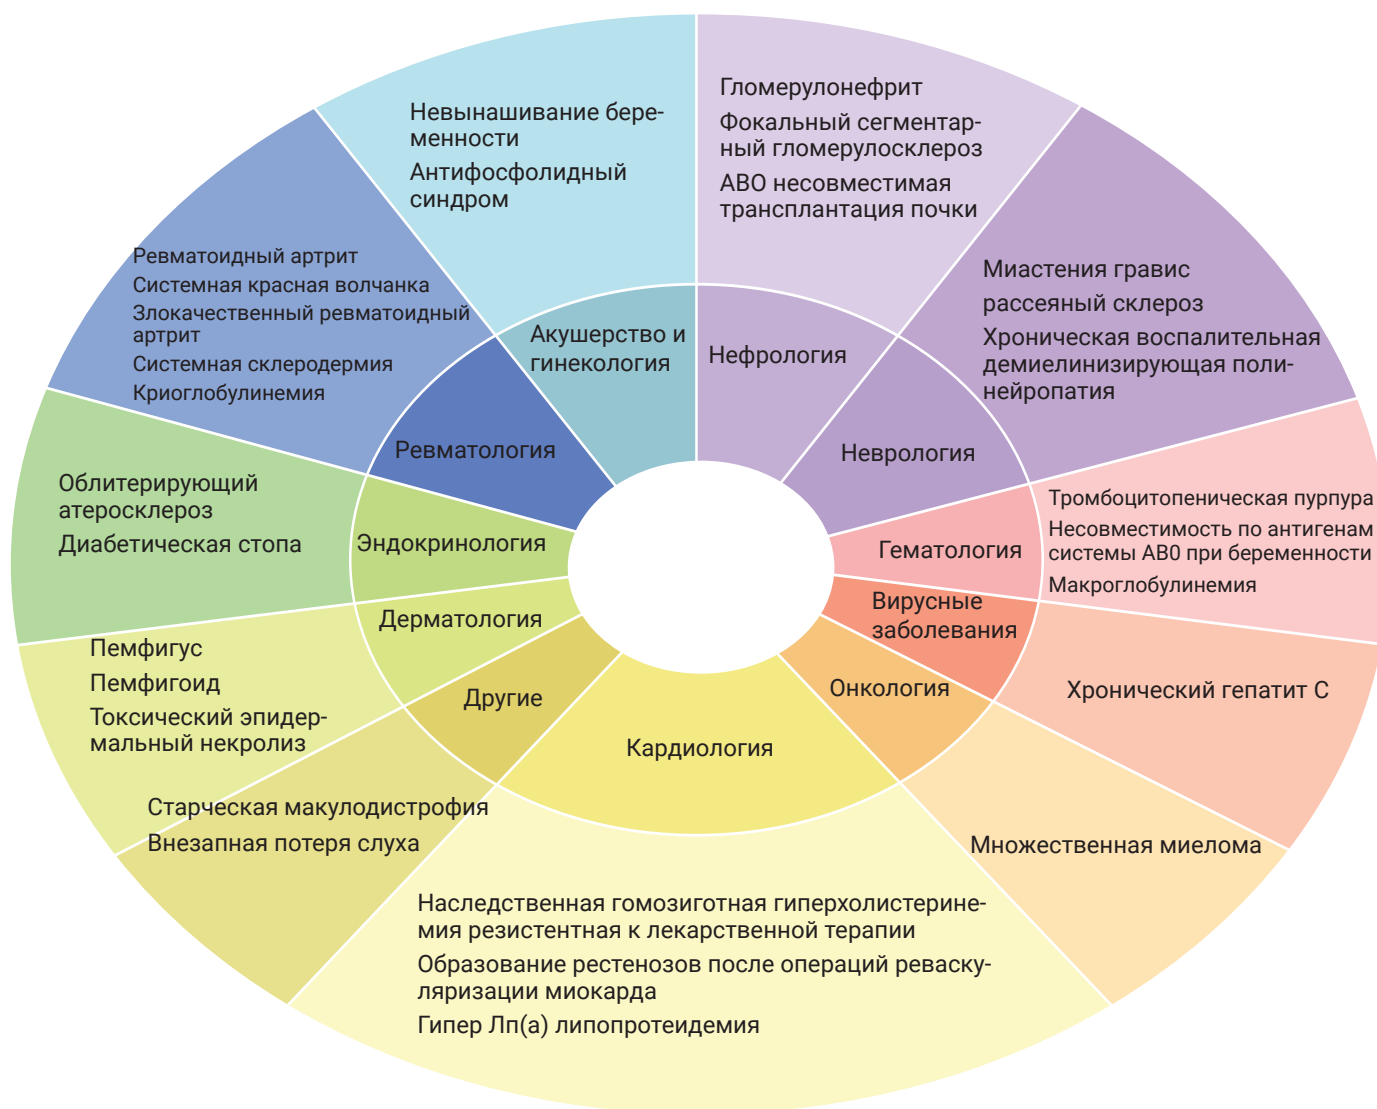 Невынашивание бере-
менности
Антифосфолидный
синдром
Гломерулонефрит
Фокальный сегментар-
ный гломерулосклероз
АВО несовместимая
трансплантация почки
Миастения гравис
рассеяный склероз
Хроническая воспалительная
демиелинизирующая поли-
нейропатия
Ревматоидный артрит
Системная красная волчанка
Злокачественный ревматоидный
артрит
Системная склеродермия
Криоглобулинемия
Акушерство и
гинекология
Нефрология
Ревматология
Неврология
Облитерирующий
атеросклероз
Диабетическая стопа
Эндокринология
Гематология
Тромбоцитопеническая пурпура
Несовместимость по антигенам
системы АВ0 при беременности
Макроглобулинемия
Дерматология
Вирусные
заболевания
Пемфигус
Пемфигоид
Токсический эпидер-
мальный некролиз
Другие
Онкология
Хронический гепатит С
Кардиология
Старческая макулодистрофия
Внезапная потеря слуха
Множественная миелома
Наследственная гомозиготная гиперхолистерине-
мия резистентная к лекарственной терапии
Образование рестенозов после операций реваску-
ляризации миокарда
Гипер Лп(а) липопротеидемия